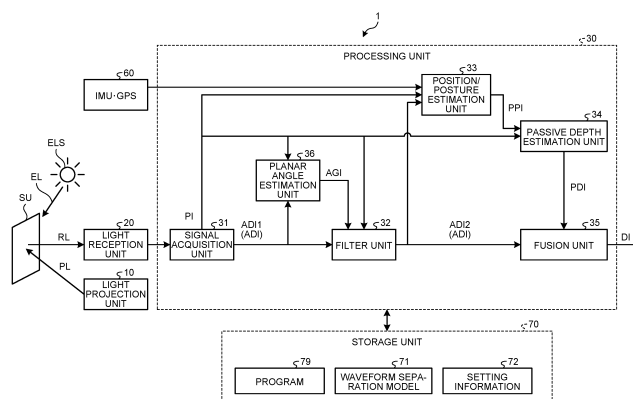 1
30
PROCESSING UNIT
60
IMU·GPS
33
POSITION/
POSTURE
ESTIMATION
UNIT
PPI
34
PASSIVE DEPTH
ESTIMATION UNIT
ELS
EL
SU
36
PLANAR
ANGLE
ESTIMATION
UNIT
AGI
PDI
RL
20
LIGHT
RECEPTION
UNIT
PI
31
SIGNAL
ACQUISITION
UNIT
ADI1
(ADI)
32
FILTER UNIT
ADI2
(ADI)
35
FUSION UNIT
DI
PL
10
LIGHT
PROJECTION
UNIT
70
STORAGE UNIT
79
PROGRAM
71
WAVEFORM SEPA-
RATION MODEL
72
SETTING
INFORMATION